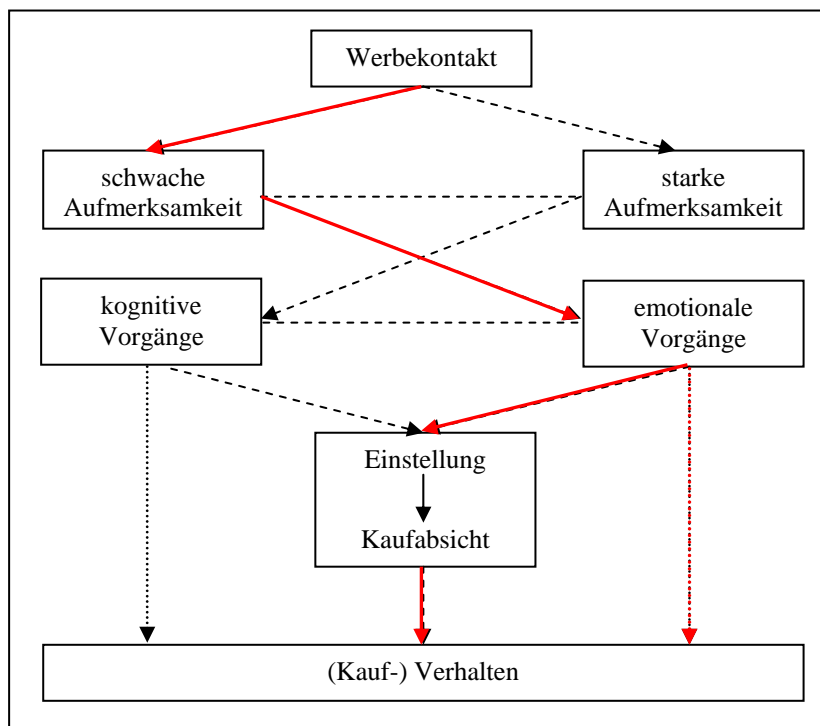 Werbekontakt
schwache
Aufmerksamkeit
starke
Aufmerksamkeit
kognitive
Vorgänge
emotionale
Vorgänge
Einstellung
Kaufabsicht
(Kauf-) Verhalten